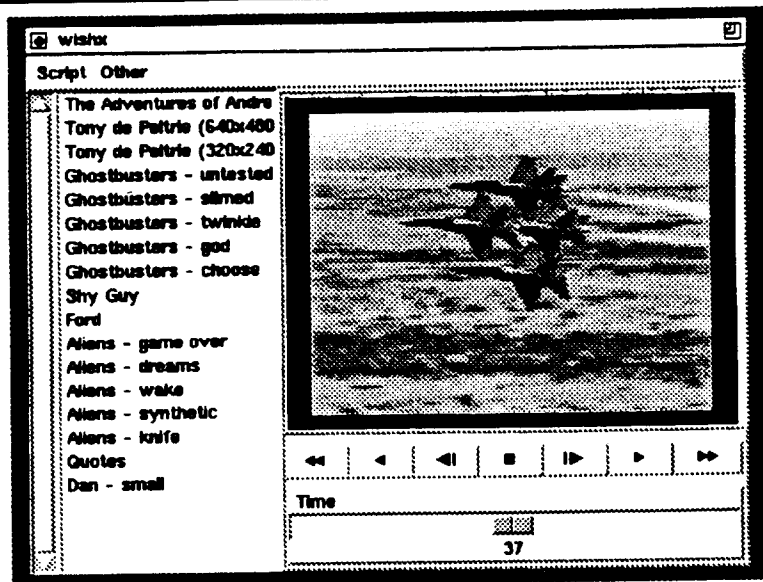 wishx
Script Other
The Adventures of Andre
Tony de Peltrie (640x480
Tony de Peltrie (320x240
Ghostbusters - untested
Ghostbusters - slimed
Ghostbusters - twinkie
Ghostbusters - god
Ghostbusters - choose
Shy Guy
Ford
Aliens - game over
Aliens - dreams
Aliens - wake
Aliens - synthetic
Aliens - knife
Quotes
Dan - small
Time
37